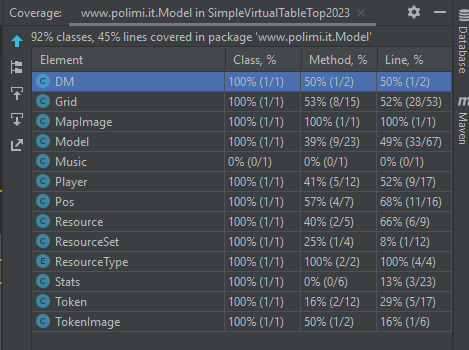 Coverage: www.polimi.it.Model in SimpleVirtualTableTop2023
92% classes, 45% lines covered in package 'www.polimi.it.Model'
Element Class, % Method, % Line, %
C DM 100% (1/1) 50% (1/2) 50% (1/2)
C Grid 100% (1/1) 53% (8/15) 52% (28/53)
C MapImage 100% (1/1) 100% (1/1) 100% (1/1)
C Model 100% (1/1) 39% (9/23) 49% (33/67)
C Music 0% (0/1) 0% (0/1) 0% (0/1)
C Player 100% (1/1) 41% (5/12) 52% (9/17)
C Pos 100% (1/1) 57% (4/7) 68% (11/16)
C Resource 100% (1/1) 40% (2/5) 66% (6/9)
C ResourceSet 100% (1/1) 25% (1/4) 8% (1/12)
E ResourceType 100% (1/1) 100% (2/2) 100% (4/4)
C Stats 100% (1/1) 0% (0/6) 13% (3/23)
C Token 100% (1/1) 16% (2/12) 29% (5/17)
C TokenImage 100% (1/1) 50% (1/2) 16% (1/6)
Database
m Maven